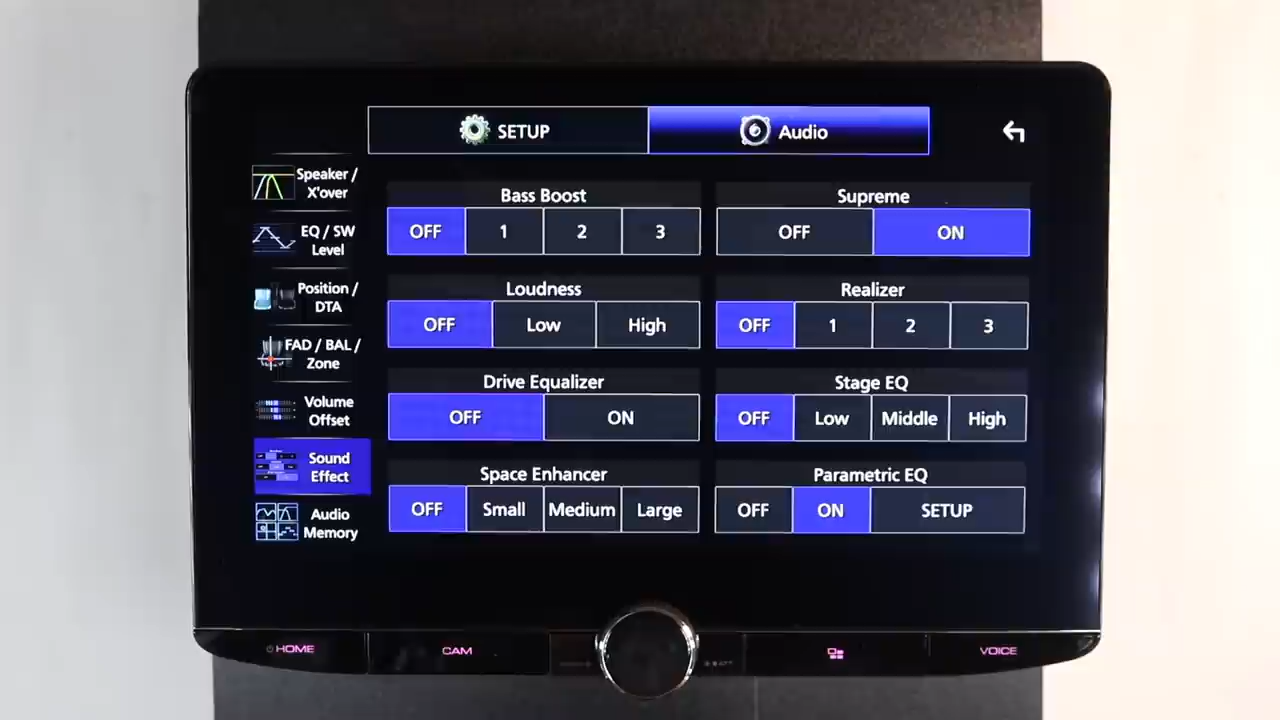 SETUP
Audio
Speaker /
X'over
EQ / SW
Level
Position /
DTA
FAD / BAL /
Zone
Volume
Offset
Sound
Effect
Audio
Memory
Bass Boost
OFF 1 2 3
Supreme
OFF ON
Loudness
OFF Low High
Realizer
OFF 1 2 3
Drive Equalizer
OFF ON
Stage EQ
OFF Low Middle High
Space Enhancer
OFF Small Medium Large
Parametric EQ
OFF ON SETUP
HOME
CAM
VOICE